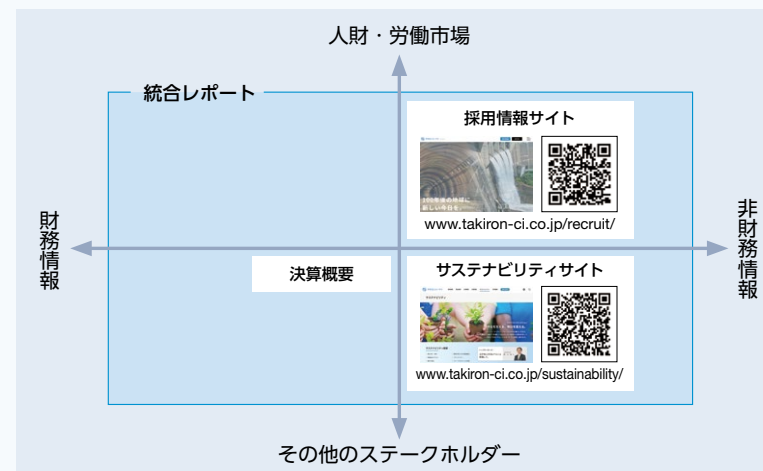 人財・労働市場
統合レポート
採用情報サイト
www.takiron-ci.co.jp/recruit/
財務情報
非財務情報
決算概要
サステナビリティサイト
www.takiron-ci.co.jp/sustainability/
その他のステークホルダー